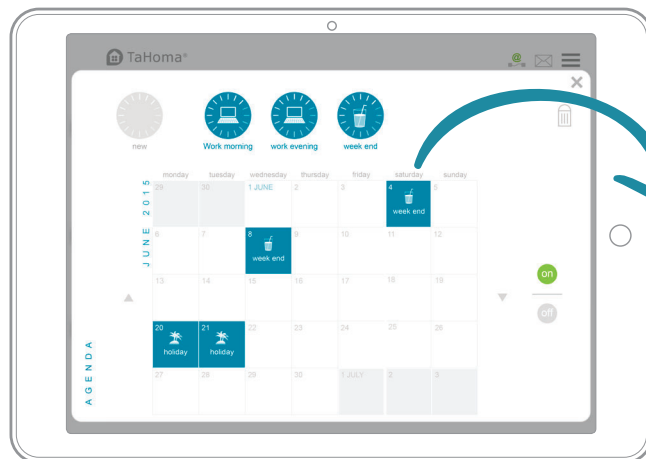 TaHoma®
@
new
Work morning
work evening
week end
monday tuesday wednesday thursday friday saturday sunday
JUNE 2015
29 30 1 JUNE 2 3 4 5
week end
6 7 8 9 10 11 12
week end
13 14 15 16 17 18 19
20 21 22 23 24 25 26
holiday holiday
27 28 29 30 1 JULY 2 3
AGENDA
on
off